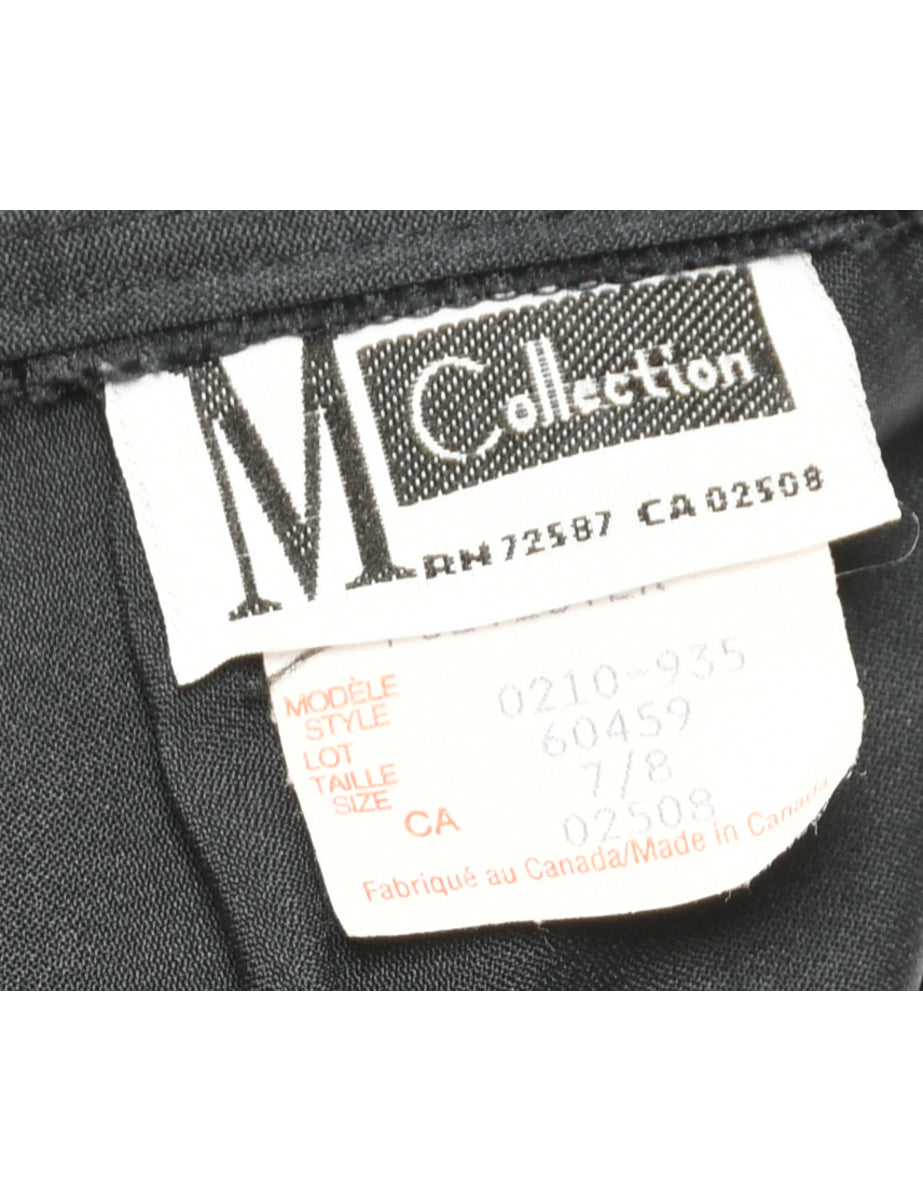 M Collection
RN 72587 CA 02508
MODÈLE 0210-935
STYLE
LOT 60459
TAILLE 7/8
SIZE
CA 02508
Fabriqué au Canada/Made in Canada